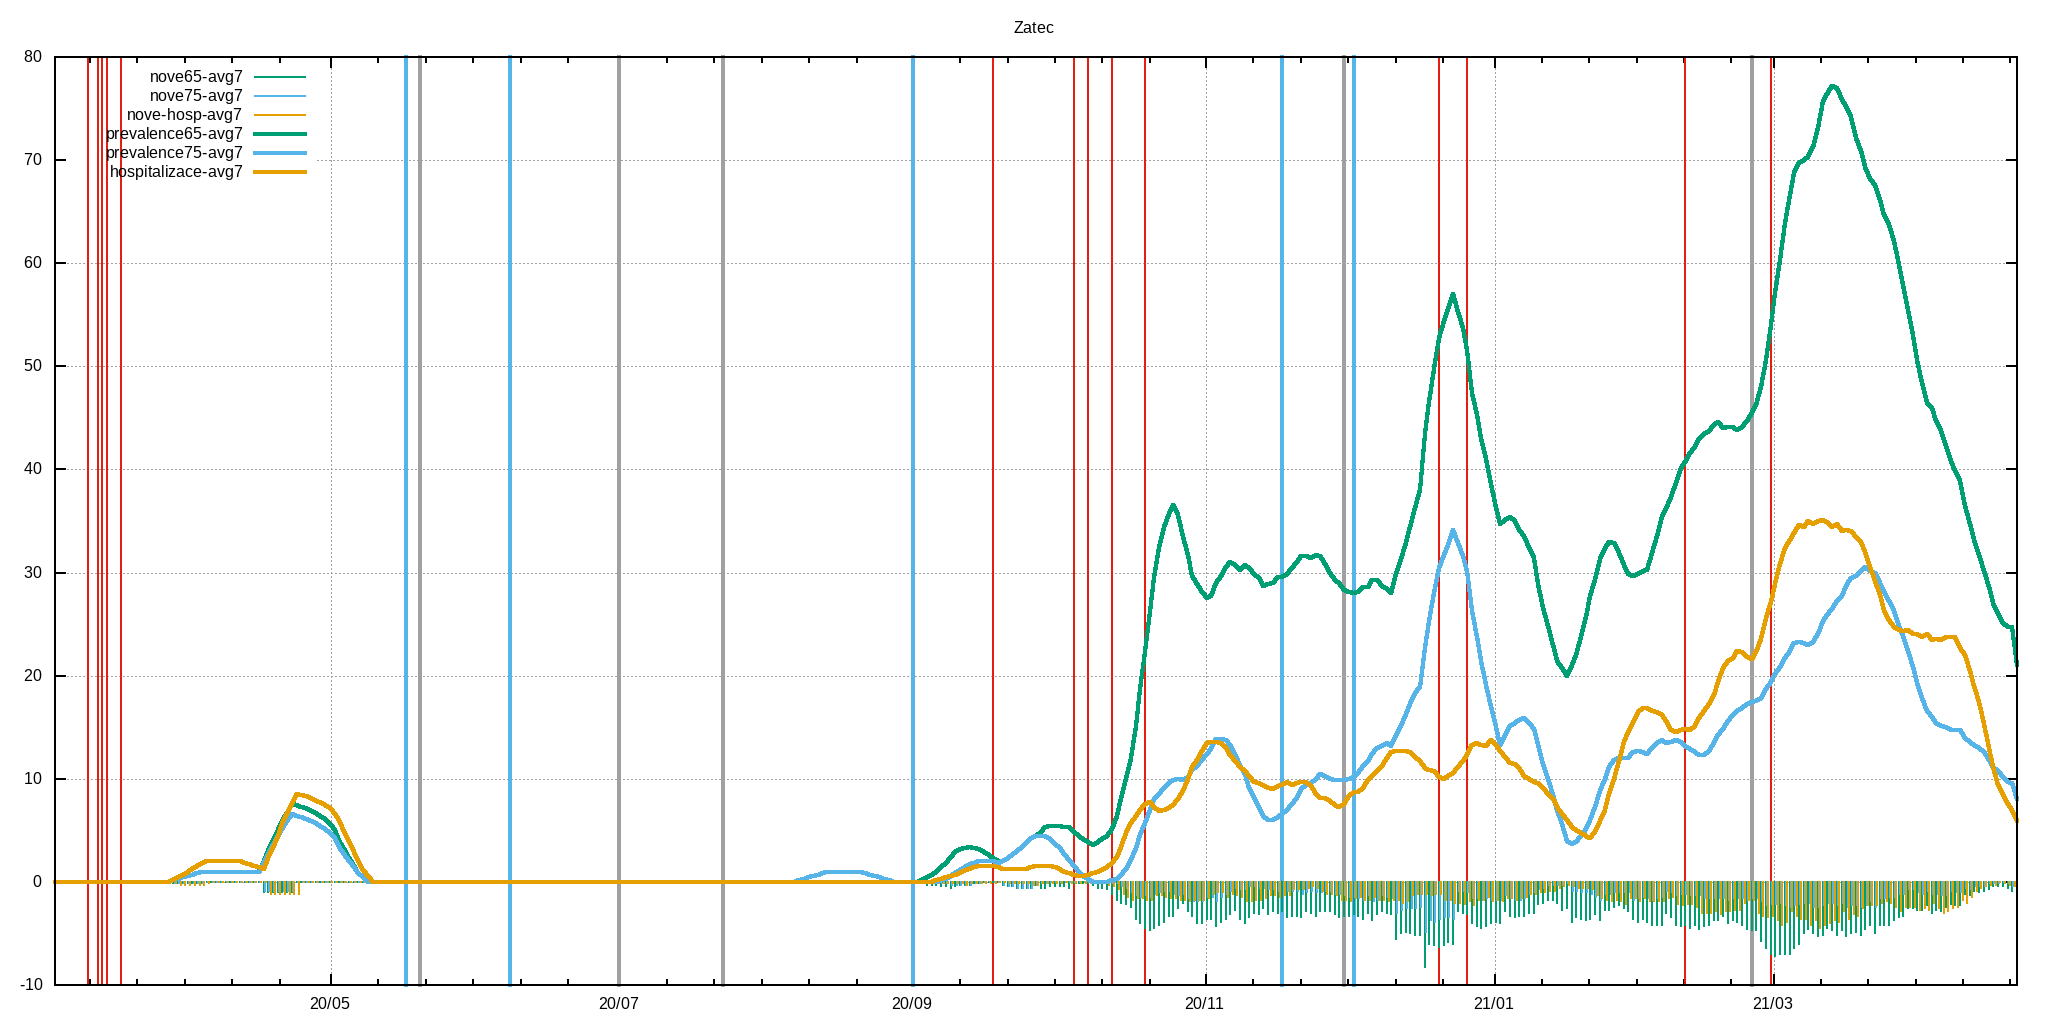 Zatec
80
nove65-avg7
nove75-avg7
nove-hosp-avg7
prevalence65-avg7
prevalence75-avg7
hospitalizace-avg7
70
60
50
40
30
20
10
0
-10
20/05 20/07 20/09 20/11 21/01 21/03